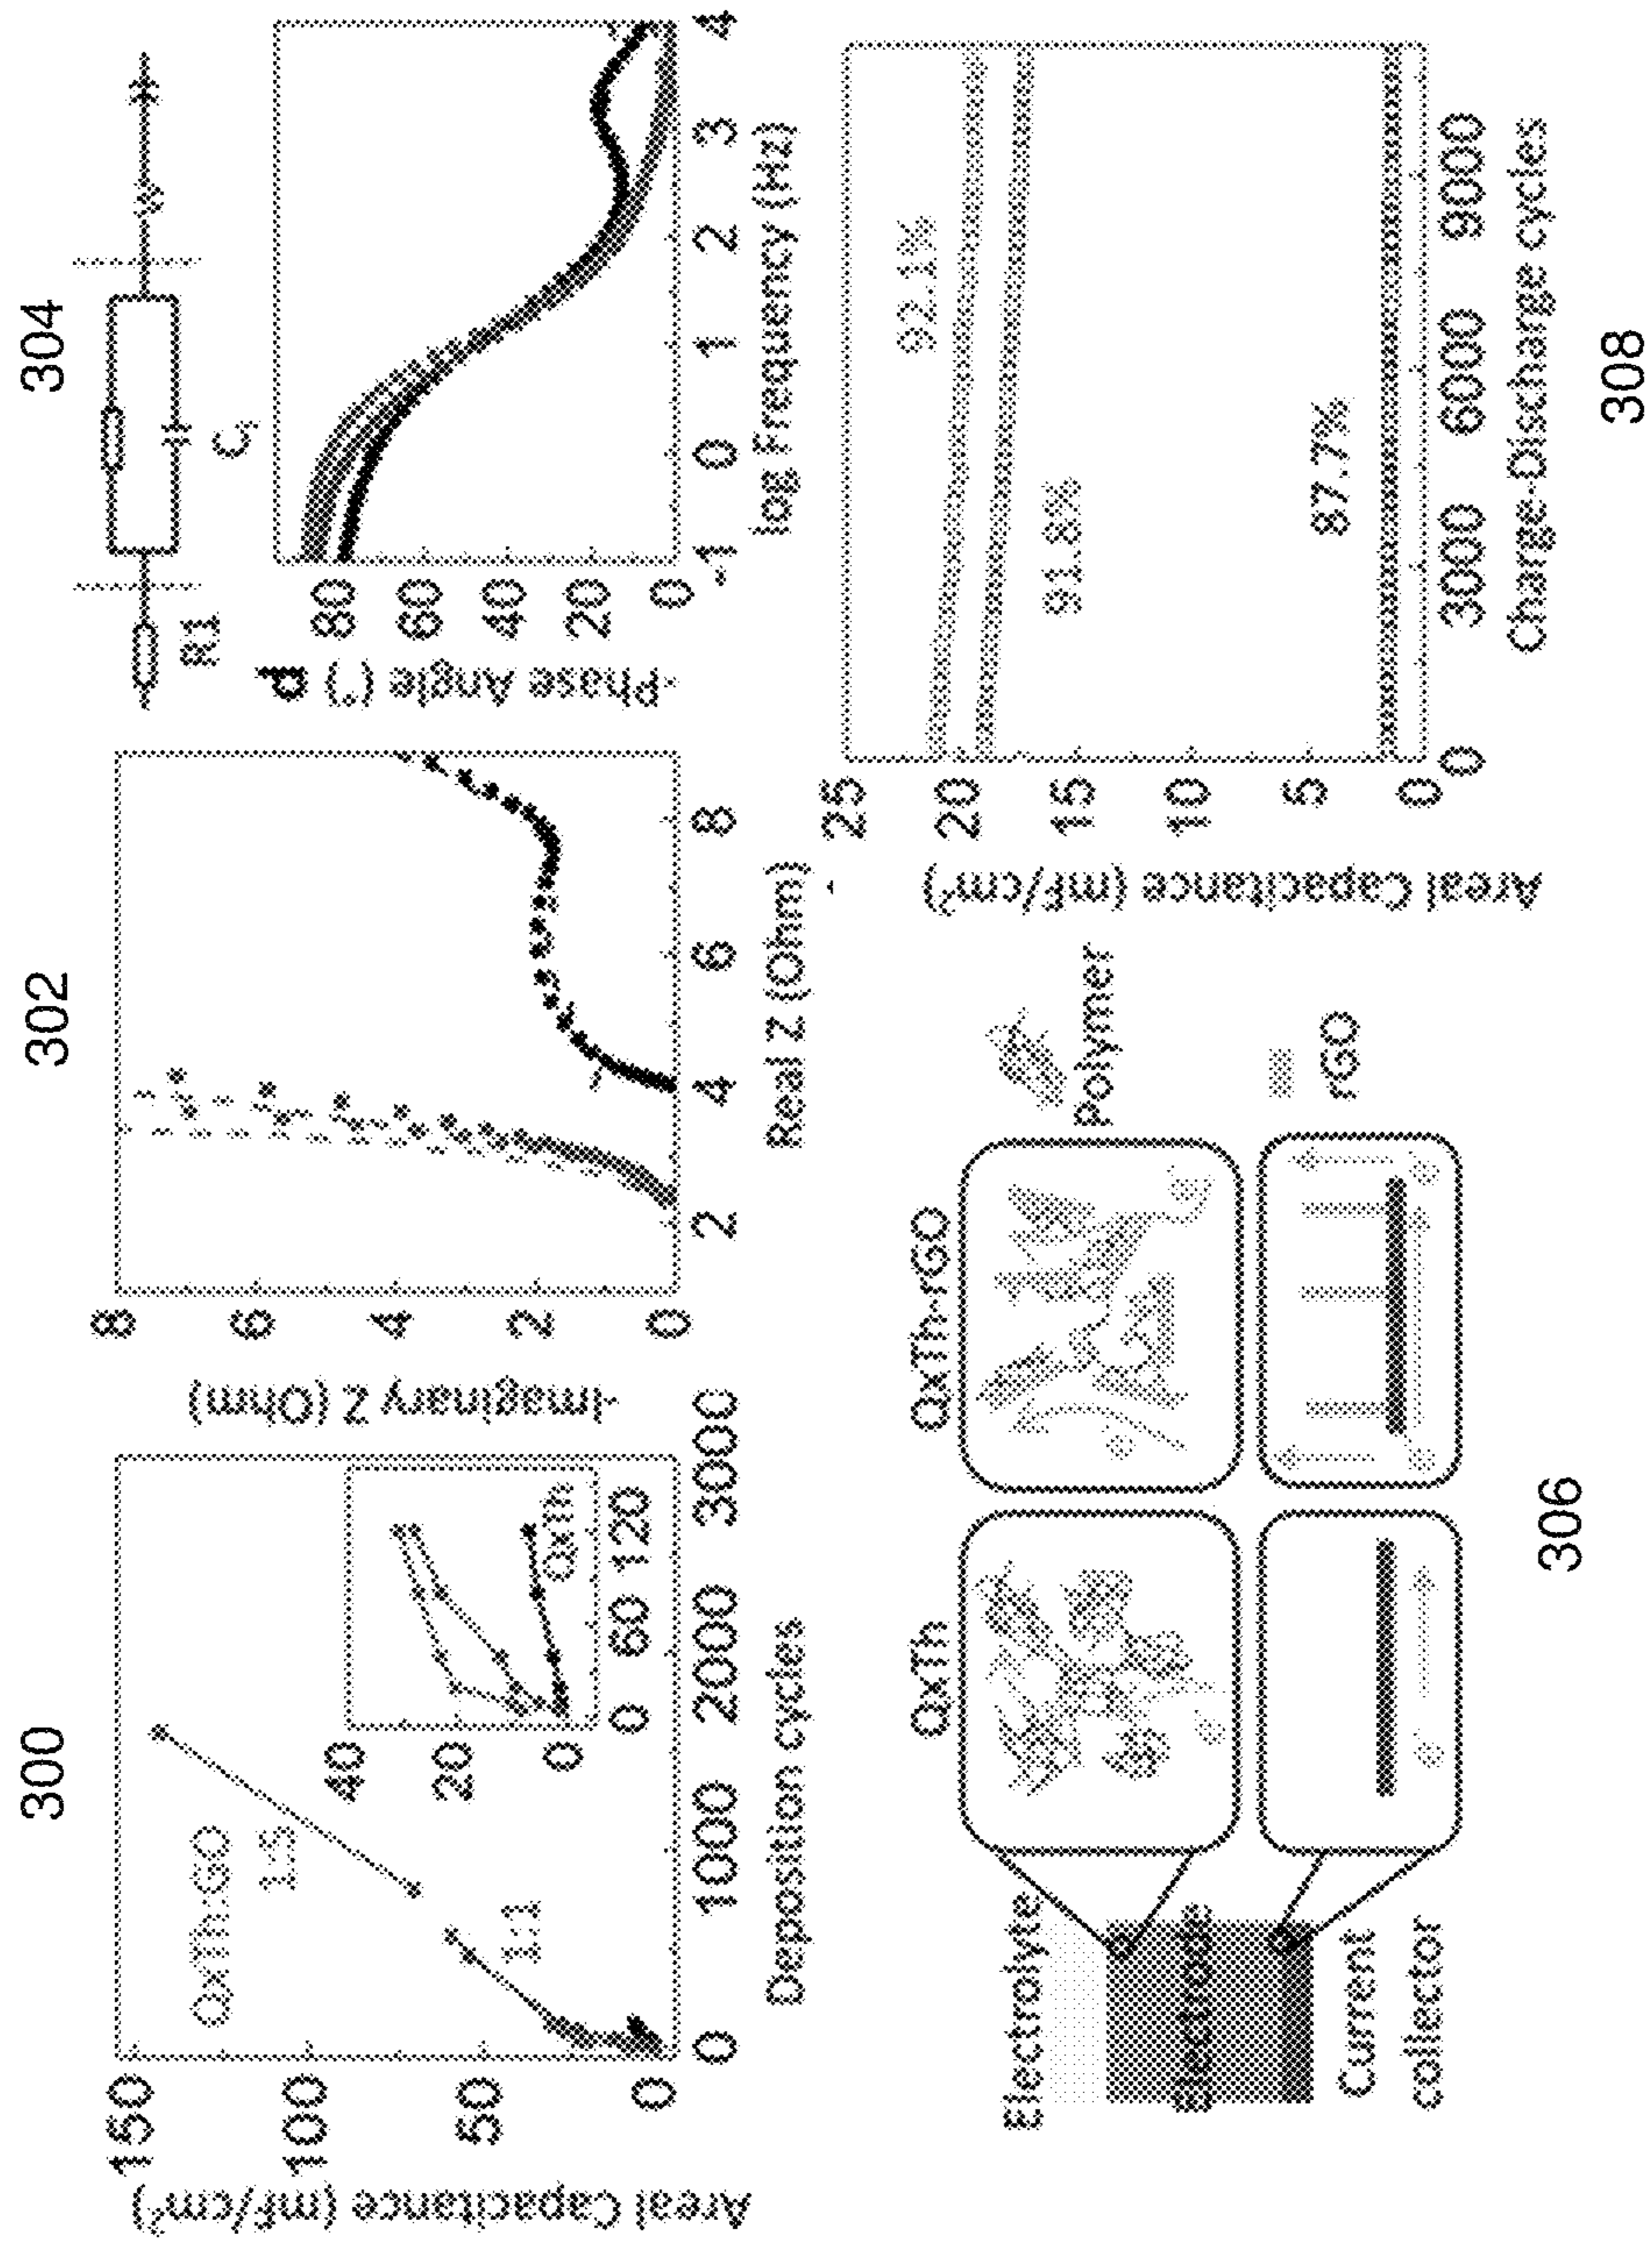 300
Areal Capacitance (mF/cm²)
150
100
50
0
QxTh:GO
1:5
1:1
40
20
0
QxTh
0 60 120
0 1000 2000 3000
Deposition cycles
302
-Imaginary Z (Ohm)
8
6
4
2
0
2 4 6 8
Real Z (Ohm)
304
R1
C
d
-Phase Angle (°)
80
60
40
20
0
-1 0 1 2 3 4
log Frequency (Hz)
Electrolyte
Electrode
Current
collector
QxTh
QxTh-rGO
Polymer
rGO
306
Areal Capacitance (mF/cm²)
25
20
15
10
5
0
92.1%
91.8%
87.7%
0 3000 6000 9000
Charge-Discharge cycles
308